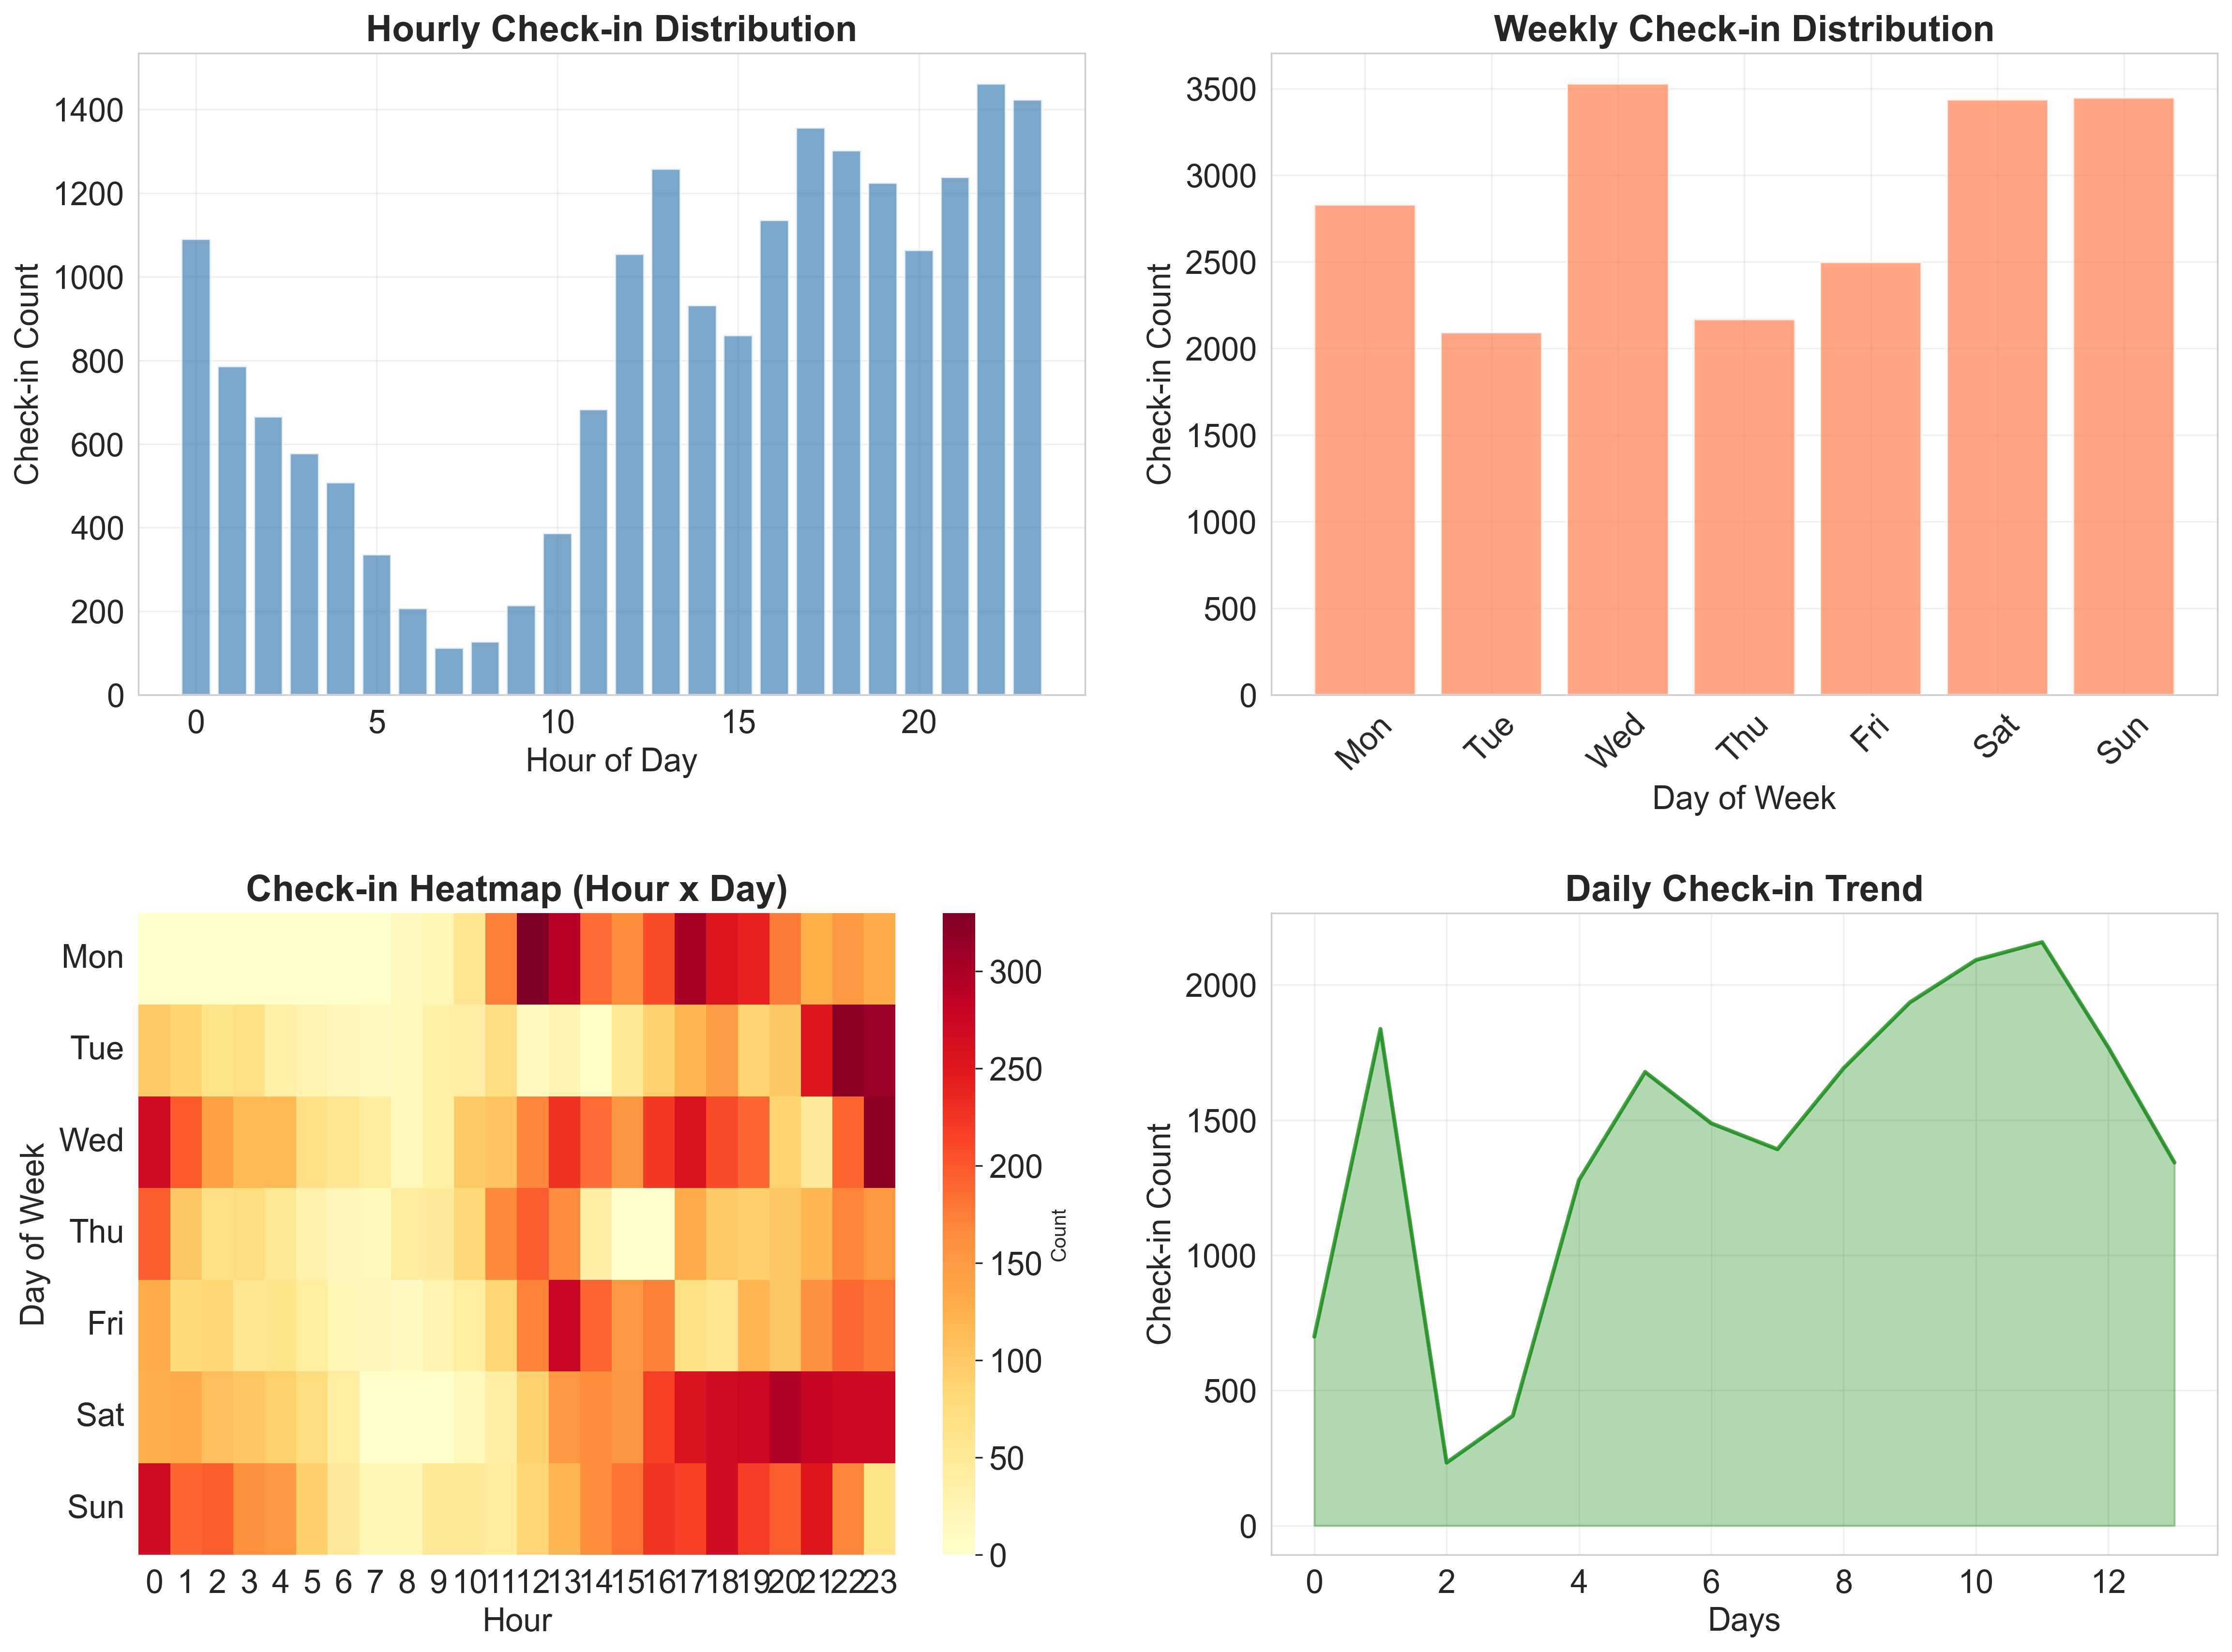 Hourly Check-in Distribution
Check-in Count
1400
1200
1000
800
600
400
200
0
0 5 10 15 20
Hour of Day
Weekly Check-in Distribution
Check-in Count
3500
3000
2500
2000
1500
1000
500
0
Mon Tue Wed Thu Fri Sat Sun
Day of Week
Check-in Heatmap (Hour x Day)
Day of Week
Mon
Tue
Wed
Thu
Fri
Sat
Sun
0 1 2 3 4 5 6 7 8 9 10 11 12 13 14 15 16 17 18 19 20 21 22 23
Hour
300
250
200
150
100
50
0
Count
Daily Check-in Trend
Check-in Count
2000
1500
1000
500
0
0 2 4 6 8 10 12
Days